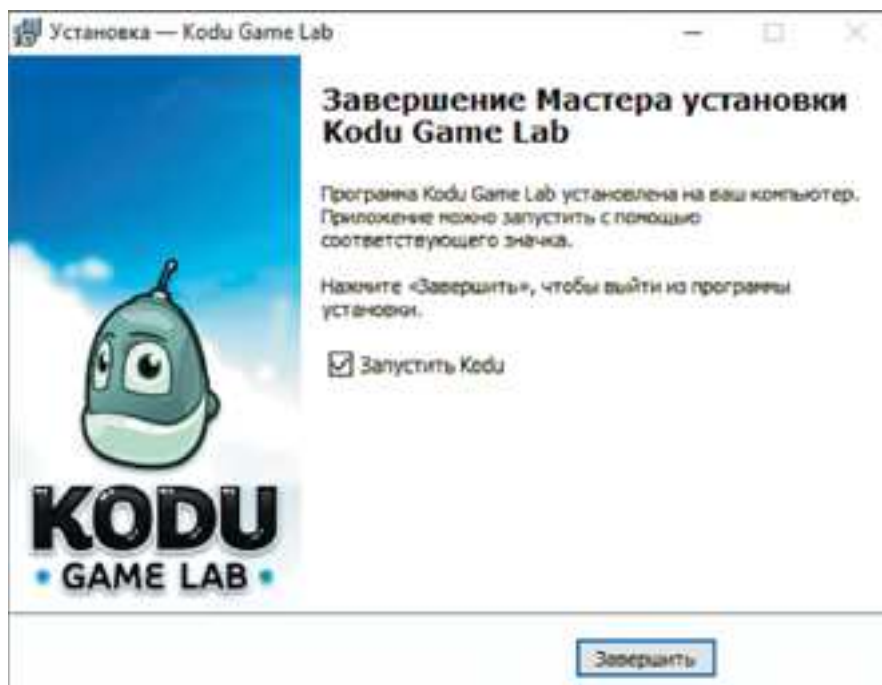 Установка — Kodu Game Lab
Завершение Мастера установки
Kodu Game Lab
Программа Kodu Game Lab установлена на ваш компьютер.
Приложение можно запустить с помощью
соответствующего значка.
Нажмите «Завершить», чтобы выйти из программы
установки.
Запустить Kodu
KODU
• GAME LAB •
Завершить